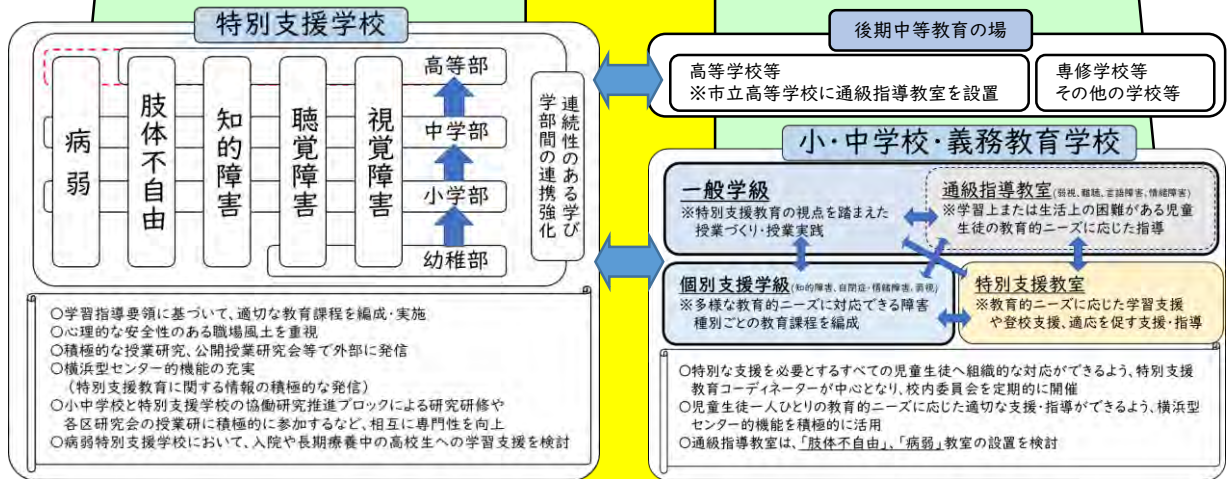 特別支援学校
病弱
肢体不自由
知的障害
聴覚障害
視覚障害
高等部
中学部
小学部
幼稚部
連続性のある学び
学部間の連携強化
○学習指導要領に基づいて、適切な教育課程を編成・実施
○心理的な安全性のある職場風土を重視
○積極的な授業研究、公開授業研究会等で外部に発信
○横浜型センター的機能の充実
(特別支援教育に関する情報の積極的な発信)
○小中学校と特別支援学校の協働研究推進ブロックによる研究研修や
各区研究会の授業研に積極的に参加するなど、相互に専門性を向上
○病弱特別支援学校において、入院や長期療養中の高校生への学習支援を検討
後期中等教育の場
高等学校等
※市立高等学校に通級指導教室を設置
専修学校等
その他の学校等
小・中学校・義務教育学校
一般学級
※特別支援教育の視点を踏まえた
授業づくり・授業実践
通級指導教室(弱視、難聴、言語障害、情緒障害)
※学習上または生活上の困難がある児童
生徒の教育的ニーズに応じた指導
個別支援学級(知的障害、自閉症・情緒障害、弱視)
※多様な教育的ニーズに対応できる障害
種別ごとの教育課程を編成
特別支援教室
※教育的ニーズに応じた学習支援
や登校支援、適応を促す支援・指導
○特別な支援を必要とするすべての児童生徒へ組織的な対応ができるよう、特別支援
教育コーディネーターが中心となり、校内委員会を定期的に開催
○児童生徒一人ひとりの教育的ニーズに応じた適切な支援・指導ができるよう、横浜型
センター的機能を積極的に活用
○通級指導教室は、「肢体不自由」、「病弱」教室の設置を検討